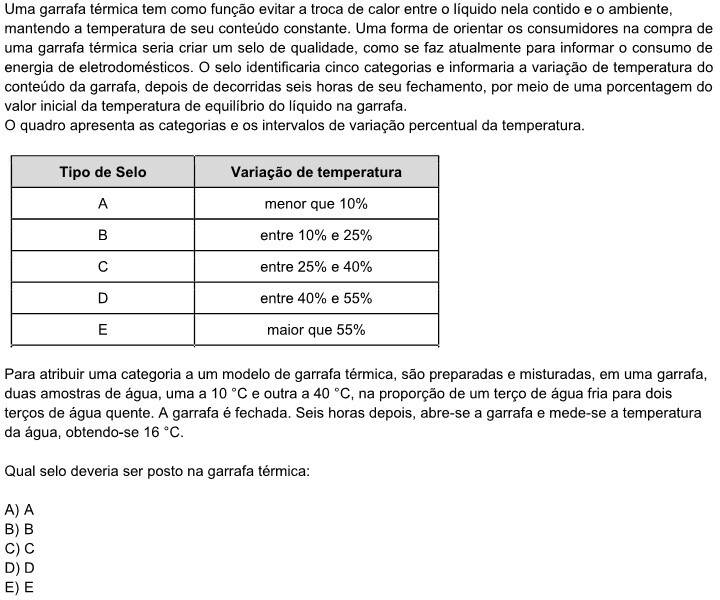 Uma garrafa térmica tem como função evitar a troca de calor entre o líquido nela contido e o ambiente,
mantendo a temperatura de seu conteúdo constante. Uma forma de orientar os consumidores na compra de
uma garrafa térmica seria criar um selo de qualidade, como se faz atualmente para informar o consumo de
energia de eletrodomésticos. O selo identificaria cinco categorias e informaria a variação de temperatura do
conteúdo da garrafa, depois de decorridas seis horas de seu fechamento, por meio de uma porcentagem do
valor inicial da temperatura de equilíbrio do líquido na garrafa.
O quadro apresenta as categorias e os intervalos de variação percentual da temperatura.
Tipo de Selo Variação de temperatura
A menor que 10%
B entre 10% e 25%
C entre 25% e 40%
D entre 40% e 55%
E maior que 55%
Para atribuir uma categoria a um modelo de garrafa térmica, são preparadas e misturadas, em uma garrafa,
duas amostras de água, uma a 10 °C e outra a 40 °C, na proporção de um terço de água fria para dois
terços de água quente. A garrafa é fechada. Seis horas depois, abre-se a garrafa e mede-se a temperatura
da água, obtendo-se 16 °C.
Qual selo deveria ser posto na garrafa térmica:
A) A
B) B
C) C
D) D
E) E